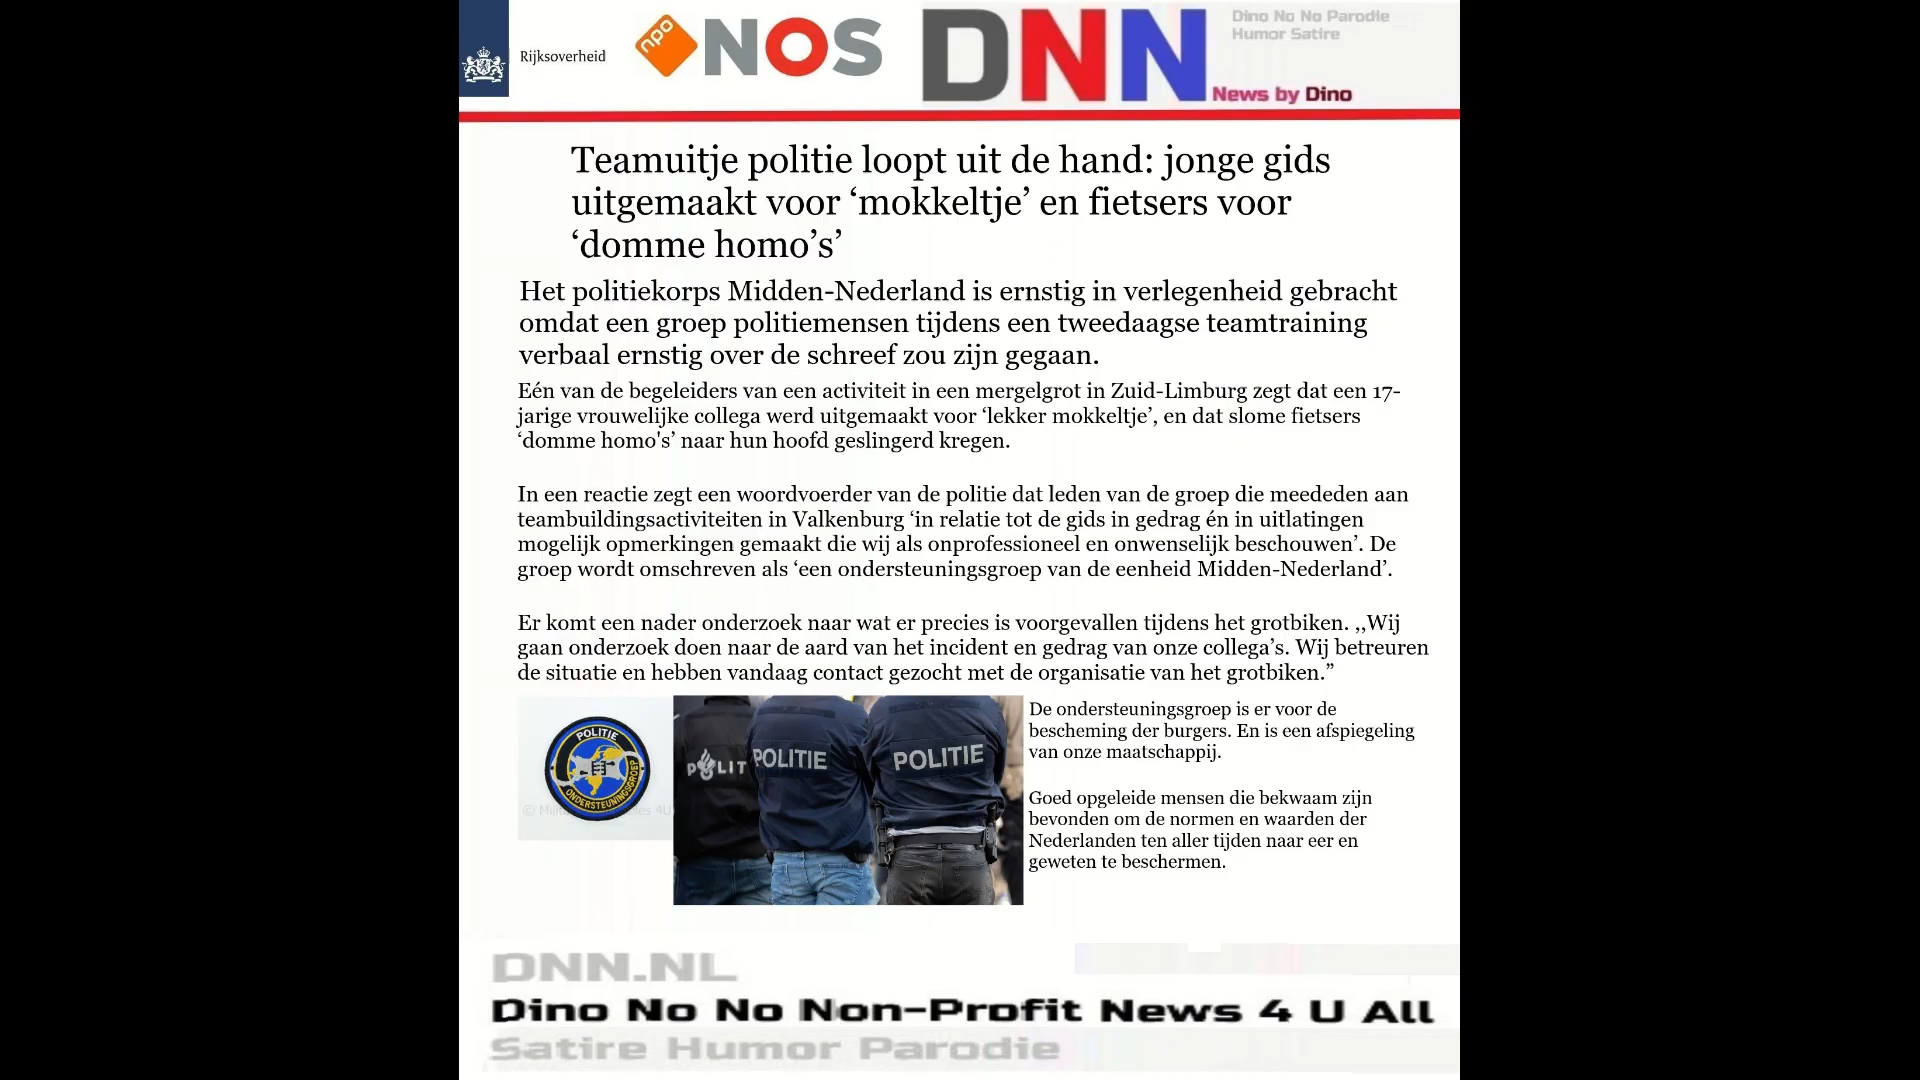 Rijksoverheid
npo
NOS
DNN
Dino No No Parodie
Humor Satire
News by Dino
Teamuitje politie loopt uit de hand: jonge gids
uitgemaakt voor ‘mokkeltje’ en fietsers voor
‘domme homo’s’
Het politiekorps Midden-Nederland is ernstig in verlegenheid gebracht
omdat een groep politiemensen tijdens een tweedaagse teamtraining
verbaal ernstig over de schreef zou zijn gegaan.
Eén van de begeleiders van een activiteit in een mergelgrot in Zuid-Limburg zegt dat een 17-
jarige vrouwelijke collega werd uitgemaakt voor ‘lekker mokkeltje’, en dat slome fietsers
‘domme homo's’ naar hun hoofd geslingerd kregen.
In een reactie zegt een woordvoerder van de politie dat leden van de groep die meededen aan
teambuildingsactiviteiten in Valkenburg ‘in relatie tot de gids in gedrag én in uitlatingen
mogelijk opmerkingen gemaakt die wij als onprofessioneel en onwenselijk beschouwen’. De
groep wordt omschreven als ‘een ondersteuningsgroep van de eenheid Midden-Nederland’.
Er komt een nader onderzoek naar wat er precies is voorgevallen tijdens het grotbiken. ,,Wij
gaan onderzoek doen naar de aard van het incident en gedrag van onze collega’s. Wij betreuren
de situatie en hebben vandaag contact gezocht met de organisatie van het grotbiken.”
POLITIE
ONDERSTEUNINGSGROEP
POLIT
POLITIE
POLITIE
De ondersteuningsgroep is er voor de
bescheming der burgers. En is een afspiegeling
van onze maatschappij.
Goed opgeleide mensen die bekwaam zijn
bevonden om de normen en waarden der
Nederlanden ten aller tijden naar eer en
geweten te beschermen.
DNN.NL
Dino No No Non-Profit News 4 U All
Satire Humor Parodie